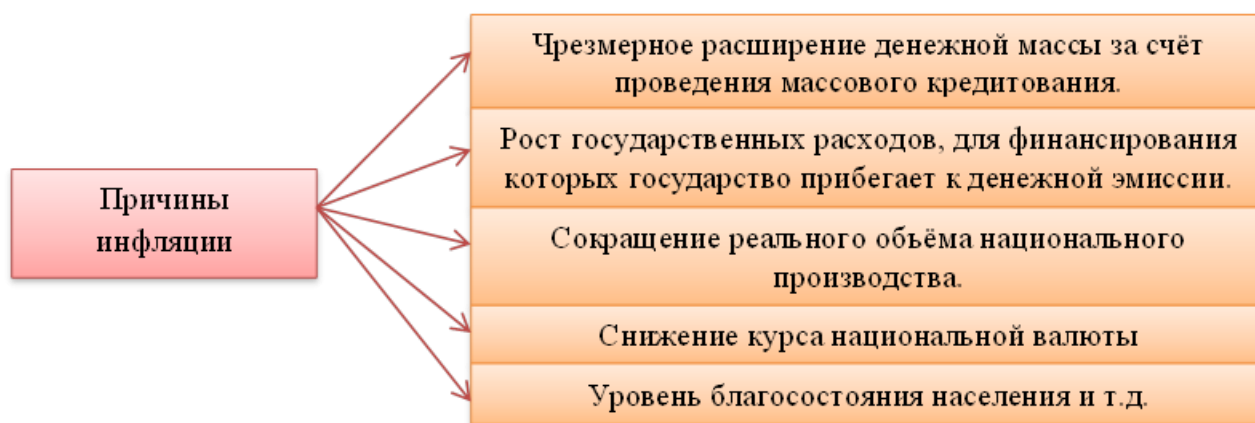 Причины
инфляции
Чрезмерное расширение денежной массы за счёт
проведения массового кредитования.
Рост государственных расходов, для финансирования
которых государство прибегает к денежной эмиссии.
Сокращение реального объёма национального
производства.
Снижение курса национальной валюты
Уровень благосостояния населения и т.д.